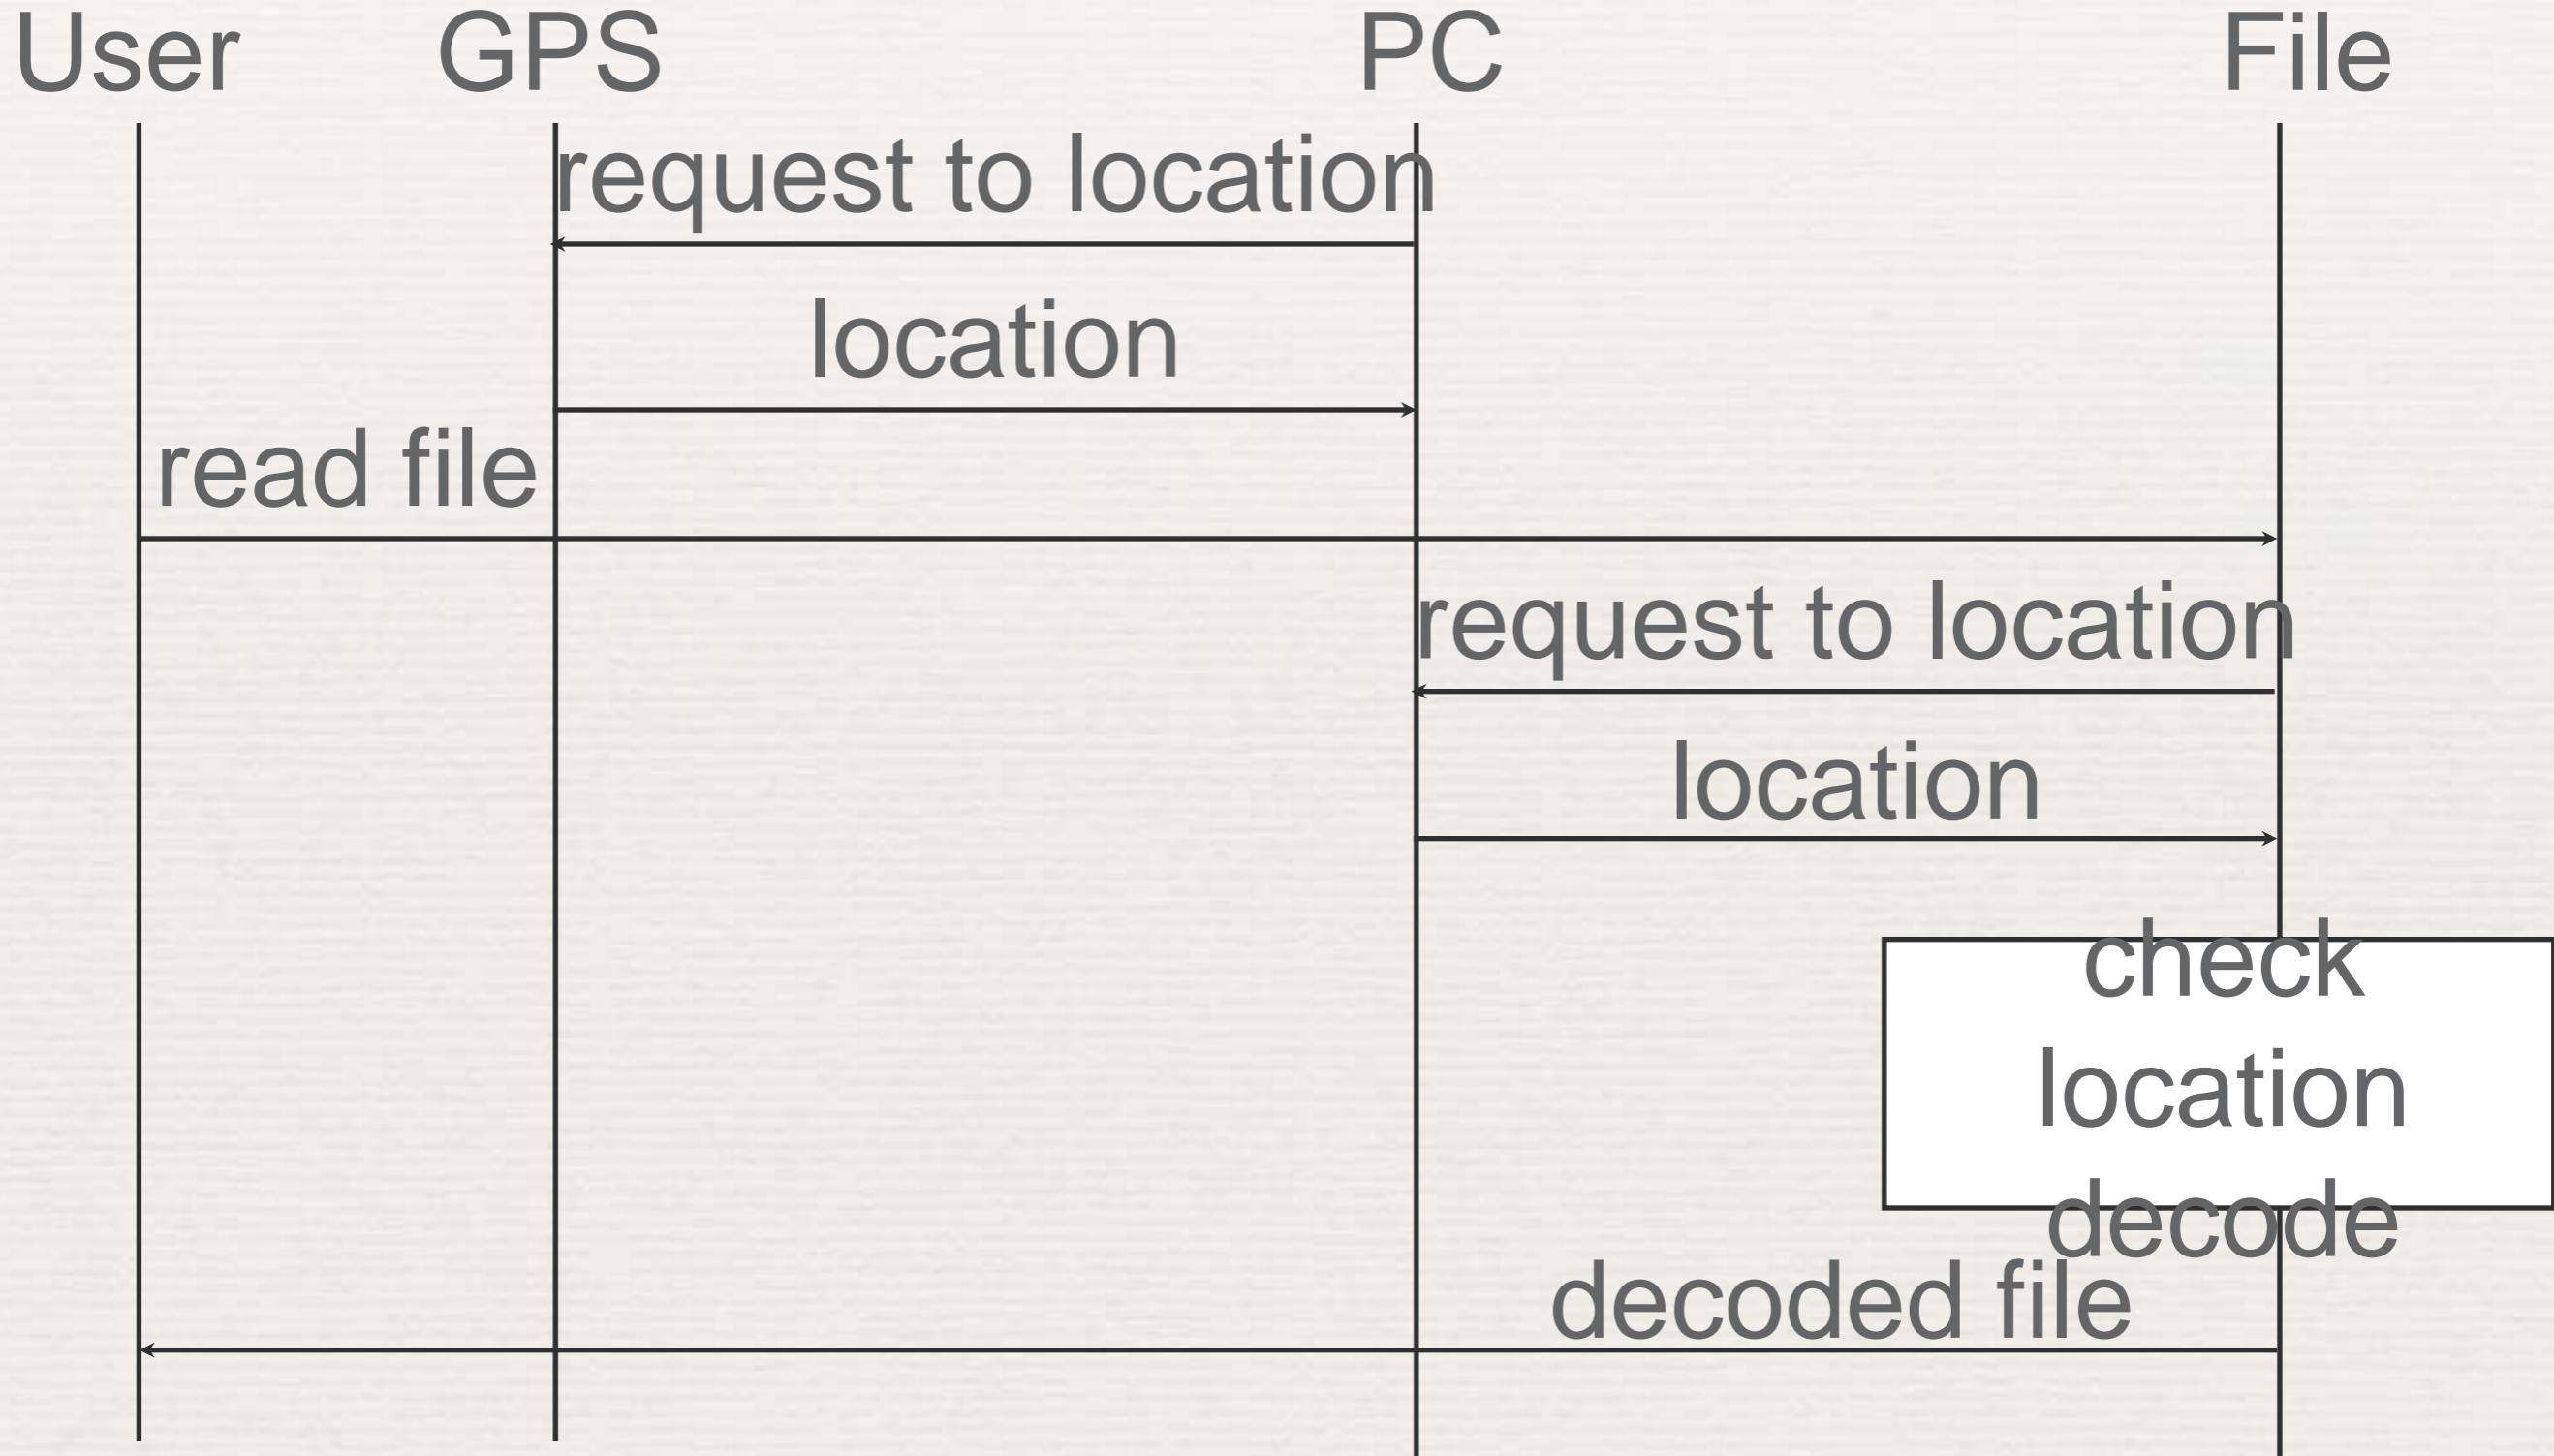 User
GPS
PC
File
request to location
location
read file
request to location
location
check
location
decode
decoded file